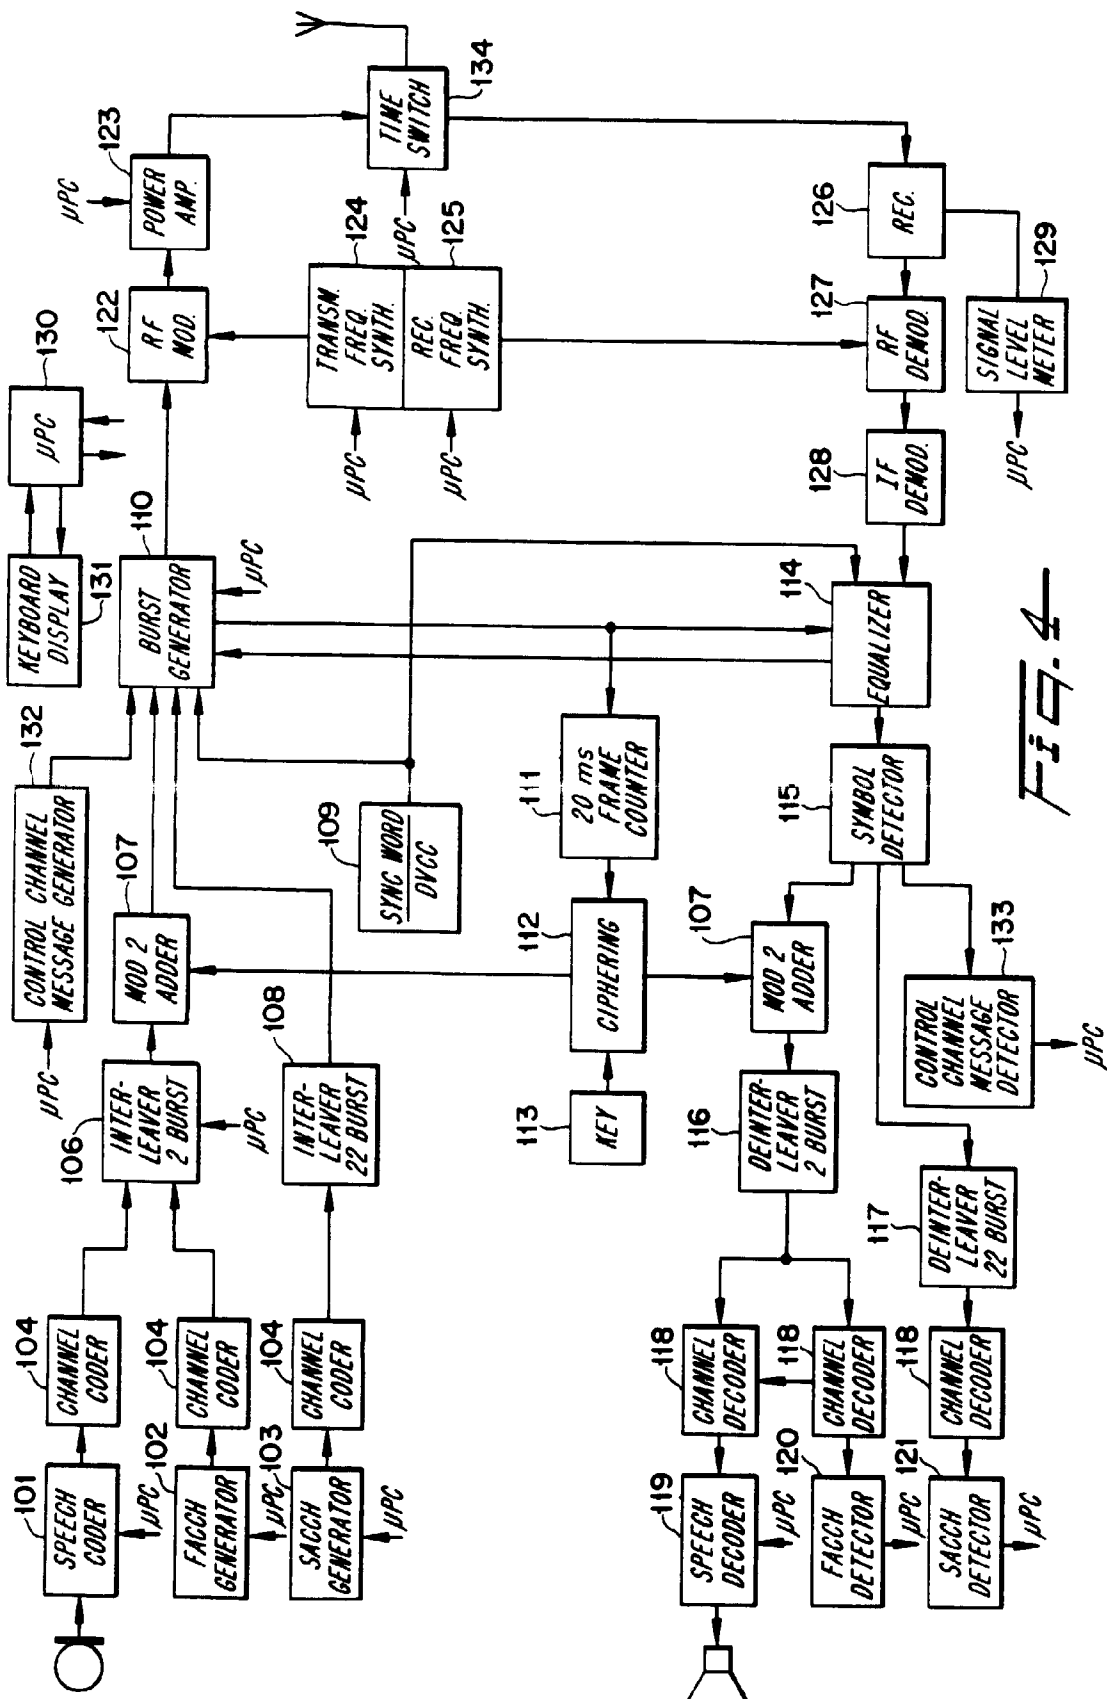 101
SPEECH
CODER
μPC
104
CHANNEL
CODER
102
FACCH
GENERATOR
μPC
104
CHANNEL
CODER
103
SACCH
GENERATOR
μPC
104
CHANNEL
CODER
106
INTER-
LEAVER
2 BURST
μPC
108
INTER-
LEAVER
22 BURST
107
MOD 2
ADDER
μPC
CONTROL CHANNEL
MESSAGE GENERATOR
132
109
SYNC WORD
DVCC
KEYBOARD
DISPLAY
131
μPC
130
110
BURST
GENERATOR
μPC
122
RF
MOD.
μPC
123
POWER
AMP.
TIME
SWITCH
134
μPC
124
TRANSM.
FREQ.
SYNTH.
μPC
125
REC.
FREQ.
SYNTH.
μPC
111
20 ms
FRAME
COUNTER
112
CIPHERING
113
KEY
126
REC.
127
RF
DEMOD.
129
SIGNAL
LEVEL
METER
μPC
128
IF
DEMOD.
114
EQUALIZER
115
SYMBOL
DETECTOR
107
MOD 2
ADDER
133
CONTROL
CHANNEL
MESSAGE
DETECTOR
μPC
116
DEINTER-
LEAVER
2 BURST
117
DEINTER-
LEAVER
22 BURST
118
CHANNEL
DECODER
118
CHANNEL
DECODER
118
CHANNEL
DECODER
119
SPEECH
DECODER
μPC
120
FACCH
DETECTOR
μPC
121
SACCH
DETECTOR
μPC
Fig. 4